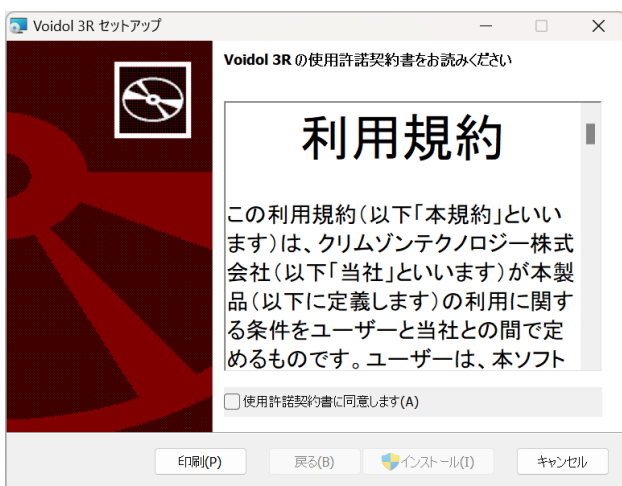 Voidol 3R セットアップ
Voidol 3R の使用許諾契約書をお読みください
利用規約
この利用規約（以下「本規約」といい
ます）は、クリムゾンテクノロジー株式
会社（以下「当社」といいます）が本製
品（以下に定義します）の利用に関す
る条件をユーザーと当社との間で定
めるものです。ユーザーは、本ソフト
使用許諾契約書に同意します(A)
印刷(P)
戻る(B)
インストール(I)
キャンセル